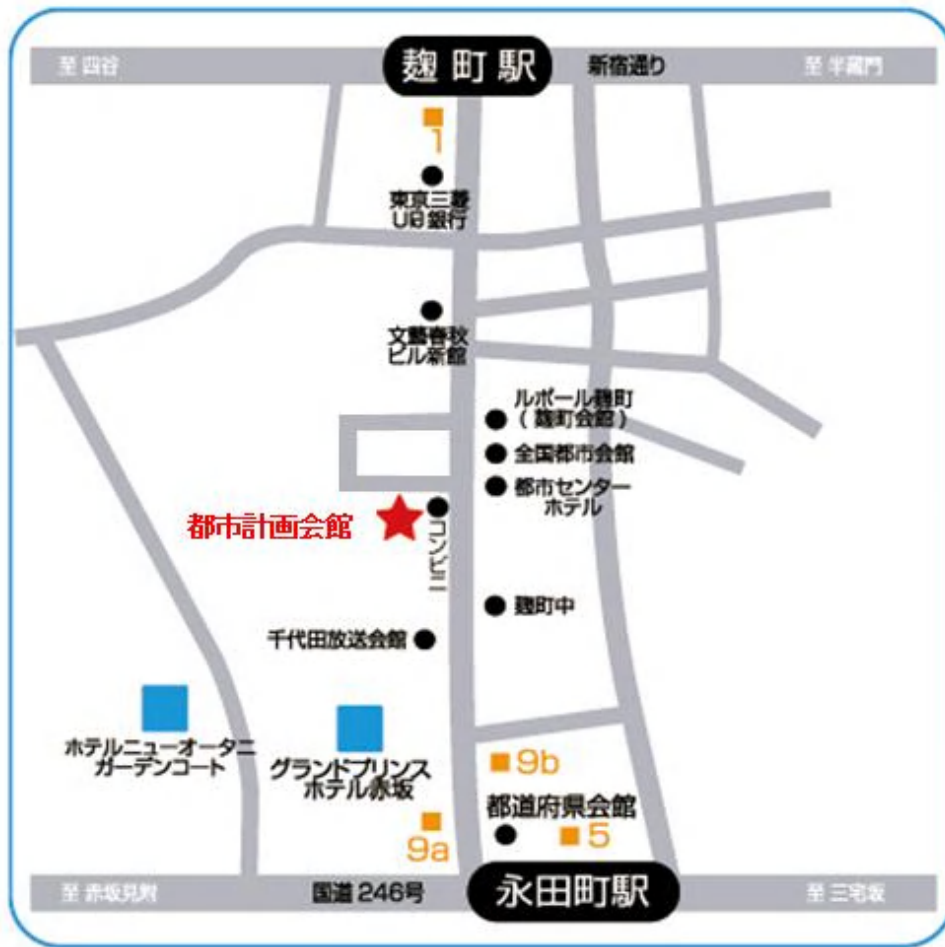 至 四谷
麹町駅
新宿通り
至 半蔵門
1
東京三菱
UFJ銀行
文藝春秋
ビル新館
ルポール麹町
(麹町会館)
全国都市会館
都市センター
ホテル
都市計画会館
コンビニ
麹町中
千代田放送会館
ホテルニューオータニ
ガーデンコート
グランドプリンス
ホテル赤坂
9b
都道府県会館
5
9a
至 赤坂見附
国道246号
永田町駅
至 三宅坂